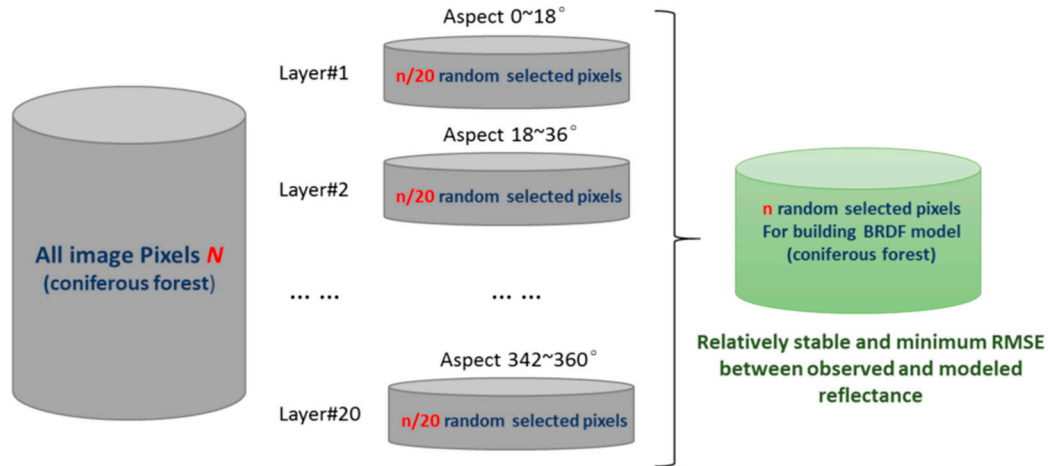 All image Pixels N
(coniferous forest)
Aspect 0~18°
Layer#1
n/20 random selected pixels
Aspect 18~36°
Layer#2
n/20 random selected pixels
... ...
... ...
Aspect 342~360°
Layer#20
n/20 random selected pixels
n random selected pixels
For building BRDF model
(coniferous forest)
Relatively stable and minimum RMSE
between observed and modeled
reflectance